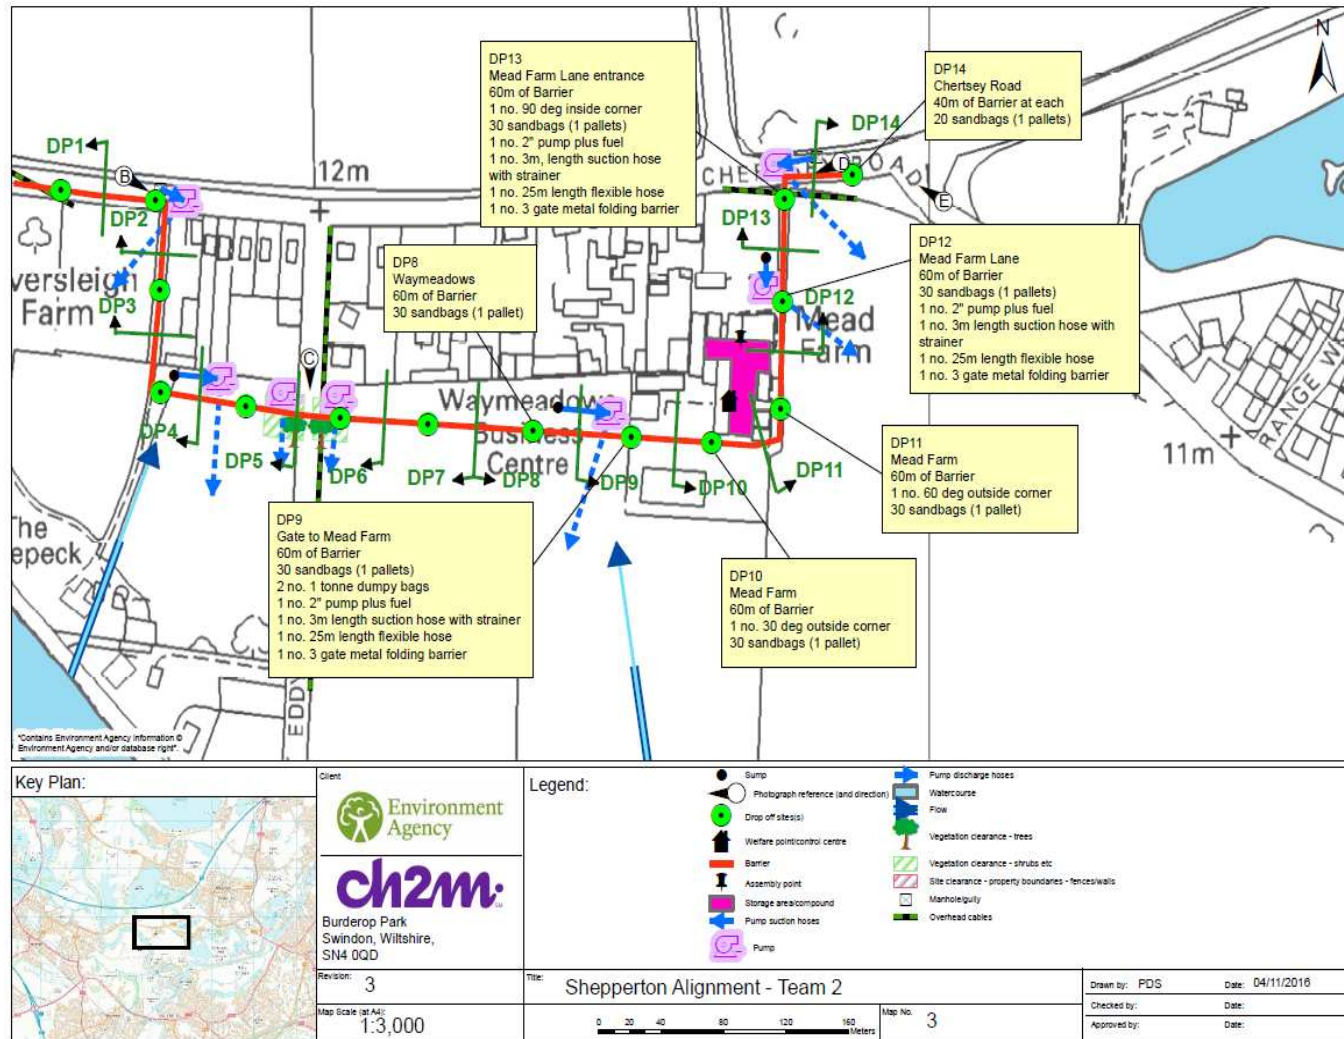 DP13
Mead Farm Lane entrance
60m of Barrier
1 no. 90 deg inside corner
30 sandbags (1 pallets)
1 no. 2" pump plus fuel
1 no. 3m, length suction hose
with strainer
1 no. 25m length flexible hose
1 no. 3 gate metal folding barrier
DP14
Chertsey Road
40m of Barrier at each
20 sandbags (1 pallets)
N
DP1
B
12m
DP2
DP14
D
ROAD
E
DP13
DP8
Waymeadows
60m of Barrier
30 sandbags (1 pallet)
DP12
Mead Farm Lane
60m of Barrier
30 sandbags (1 pallets)
1 no. 2" pump plus fuel
1 no. 3m length suction hose with
strainer
1 no. 25m length flexible hose
1 no. 3 gate metal folding barrier
versleigh
Farm
DP3
DP12
Mead
Farm
C
Waymeadows
Business
Centre
DP4
DP5
DP6
DP7
DP8
DP9
DP10
DP11
RANGE W
11m
DP11
Mead Farm
60m of Barrier
1 no. 60 deg outside corner
30 sandbags (1 pallet)
The
epeck
DP9
Gate to Mead Farm
60m of Barrier
30 sandbags (1 pallets)
2 no. 1 tonne dumpy bags
1 no. 2" pump plus fuel
1 no. 3m length suction hose with strainer
1 no. 25m length flexible hose
1 no. 3 gate metal folding barrier
DP10
Mead Farm
60m of Barrier
1 no. 30 deg outside corner
30 sandbags (1 pallet)
EDDY
"Contains Environment Agency information ©
Environment Agency and/or database right".
Key Plan:
Client
Environment
Agency
ch2m:
Burderop Park
Swindon, Wiltshire,
SN4 0QD
Revision: 3
Map Scale (at A4):
1:3,000
Legend:
Sump
Photograph reference (and direction)
Drop off sites(s)
Welfare point/control centre
Barrier
Assembly point
Storage area/compound
Pump suction hoses
Pump
Pump discharge hoses
Watercourse
Flow
Vegetation clearance - trees
Vegetation clearance - shrubs etc
Site clearance - property boundaries - fences/walls
Manhole/gully
Overhead cables
Title: Shepperton Alignment - Team 2
0 20 40 80 120 160
Meters
Map No. 3
Drawn by: PDS Date: 04/11/2016
Checked by: Date:
Approved by: Date: